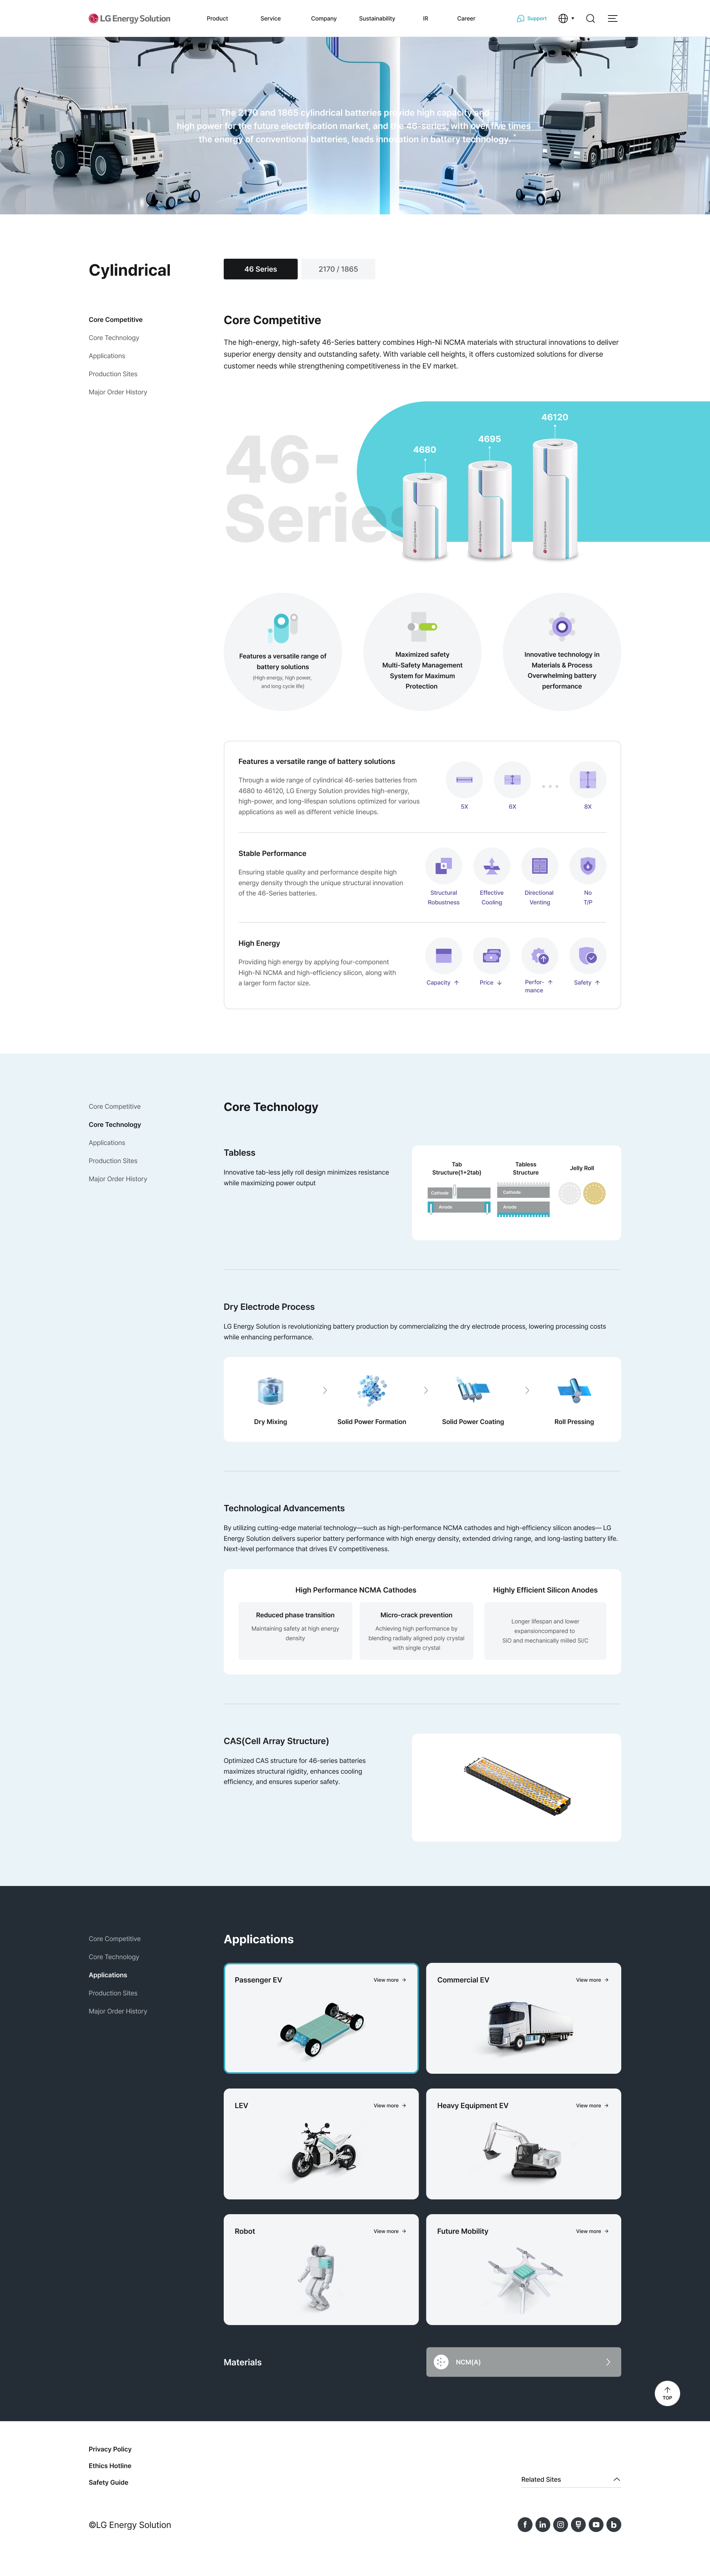 LG Energy Solution
Product
Service
Company
Sustainability
IR
Career
Support
The 2170 and 1865 cylindrical batteries provide high capacity and
high power for the future electrification market, and the 46-series, with over five times
the energy of conventional batteries, leads innovation in battery technology.
Cylindrical
46 Series
2170 / 1865
Core Competitive
Core Technology
Applications
Production Sites
Major Order History
Core Competitive
The high-energy, high-safety 46-Series battery combines High-Ni NCMA materials with structural innovations to deliver
superior energy density and outstanding safety. With variable cell heights, it offers customized solutions for diverse
customer needs while strengthening competitiveness in the EV market.
46-
Series
4680
4695
46120
LG Energy Solution
LG Energy Solution
LG Energy Solution
Features a versatile range of
battery solutions
(High energy, high power,
and long cycle life)
Maximized safety
Multi-Safety Management
System for Maximum
Protection
Innovative technology in
Materials & Process
Overwhelming battery
performance
Features a versatile range of battery solutions
Through a wide range of cylindrical 46-series batteries from
4680 to 46120, LG Energy Solution provides high-energy,
high-power, and long-lifespan solutions optimized for various
applications as well as different vehicle lineups.
5X
6X
8X
Stable Performance
Ensuring stable quality and performance despite high
energy density through the unique structural innovation
of the 46-Series batteries.
Structural
Robustness
Effective
Cooling
Directional
Venting
No
T/P
High Energy
Providing high energy by applying four-component
High-Ni NCMA and high-efficiency silicon, along with
a larger form factor size.
Capacity ↑
Price ↓
Perfor- ↑
mance
Safety ↑
Core Competitive
Core Technology
Applications
Production Sites
Major Order History
Core Technology
Tabless
Innovative tab-less jelly roll design minimizes resistance
while maximizing power output
Tab
Structure(1+2tab)
Cathode
Anode
Tabless
Structure
Cathode
Anode
Jelly Roll
Dry Electrode Process
LG Energy Solution is revolutionizing battery production by commercializing the dry electrode process, lowering processing costs
while enhancing performance.
Dry Mixing
Solid Power Formation
Solid Power Coating
Roll Pressing
Technological Advancements
By utilizing cutting-edge material technology—such as high-performance NCMA cathodes and high-efficiency silicon anodes— LG
Energy Solution delivers superior battery performance with high energy density, extended driving range, and long-lasting battery life.
Next-level performance that drives EV competitiveness.
High Performance NCMA Cathodes
Reduced phase transition
Maintaining safety at high energy
density
Micro-crack prevention
Achieving high performance by
blending radially aligned poly crystal
with single crystal
Highly Efficient Silicon Anodes
Longer lifespan and lower
expansioncompared to
SiO and mechanically milled Si/C
CAS(Cell Array Structure)
Optimized CAS structure for 46-series batteries
maximizes structural rigidity, enhances cooling
efficiency, and ensures superior safety.
Core Competitive
Core Technology
Applications
Production Sites
Major Order History
Applications
Passenger EV
View more →
Commercial EV
View more →
LEV
View more →
Heavy Equipment EV
View more →
Robot
View more →
Future Mobility
View more →
Materials
NCM(A)
TOP
Privacy Policy
Ethics Hotline
Safety Guide
Related Sites
©LG Energy Solution